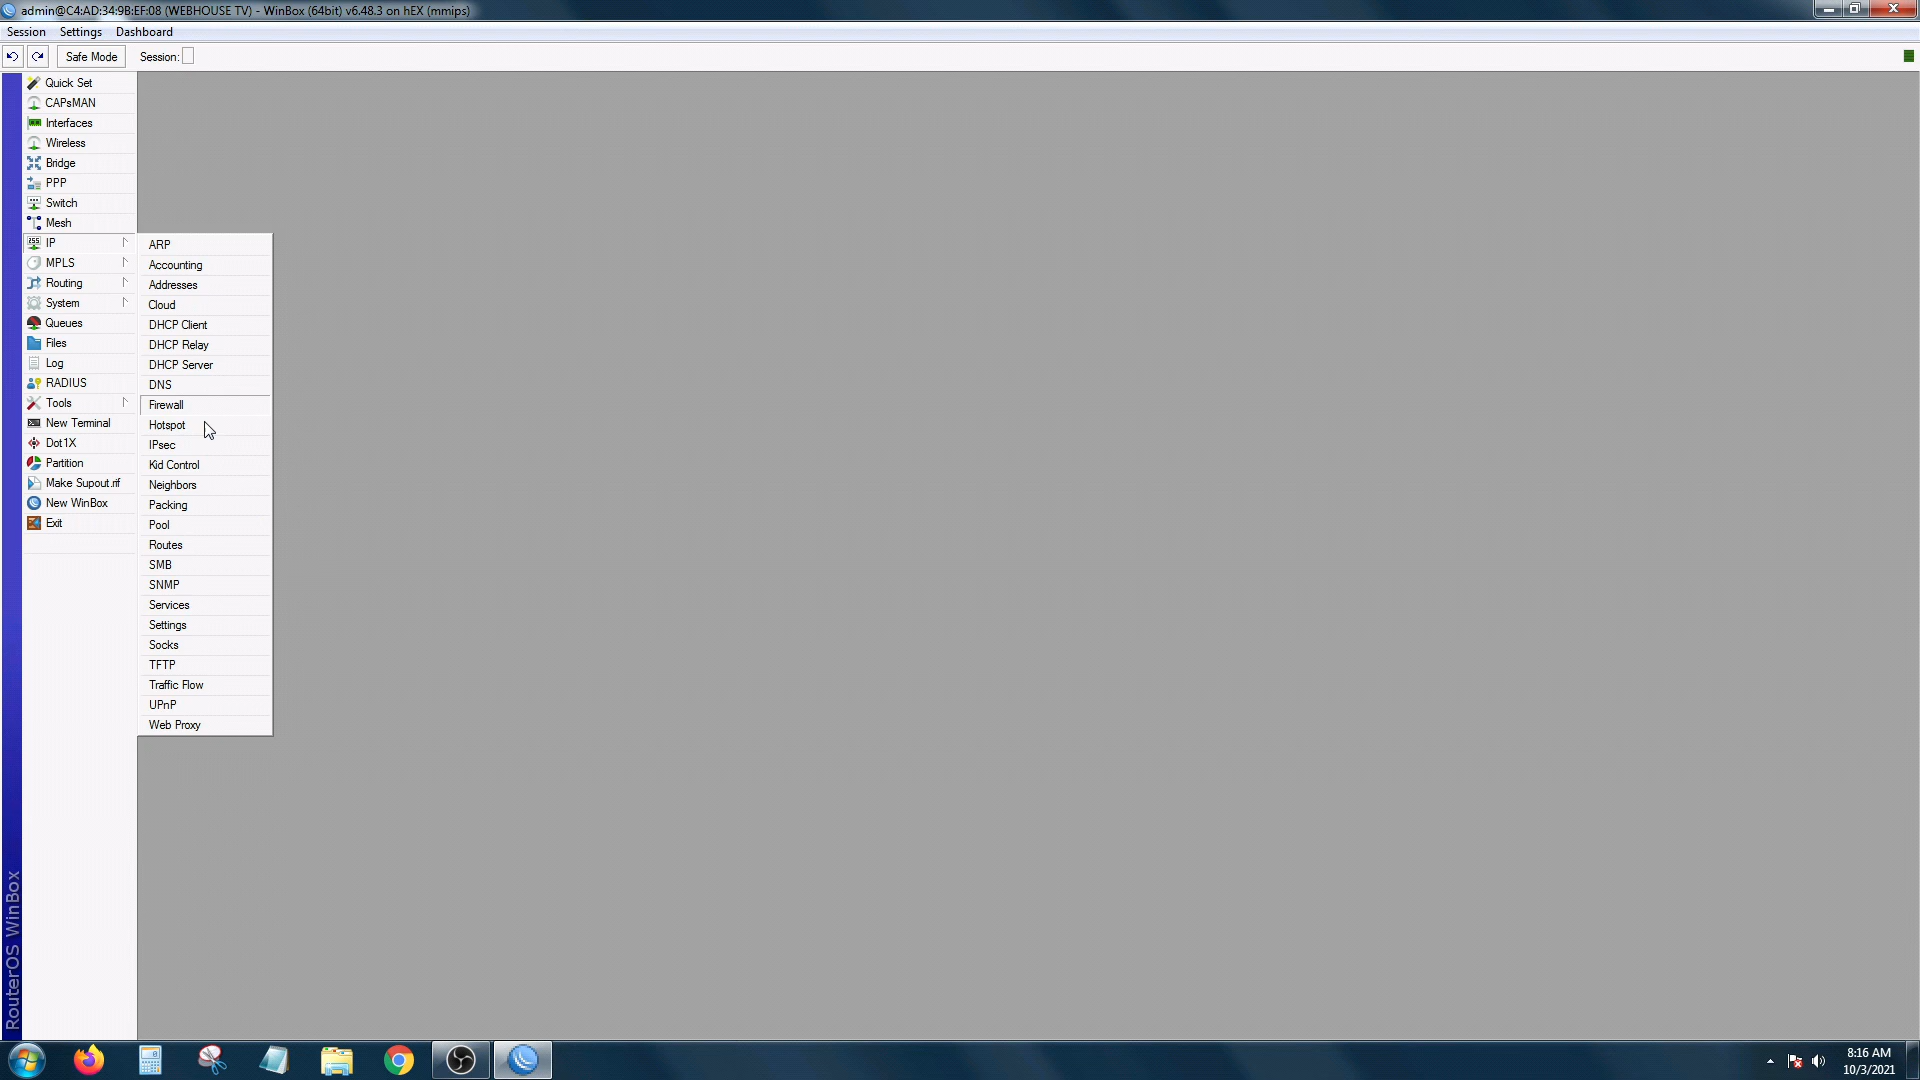 admin@C4:AD:34:9B:EF:08 (WEBHOUSE TV) - WinBox (64bit) v6.48.3 on hEX (mmips)
Session Settings Dashboard
Safe Mode Session:
Quick Set
CAPsMAN
Interfaces
Wireless
Bridge
PPP
Switch
Mesh
IP
MPLS
Routing
System
Queues
Files
Log
RADIUS
Tools
New Terminal
Dot1X
Partition
Make Supout.rif
New WinBox
Exit
ARP
Accounting
Addresses
Cloud
DHCP Client
DHCP Relay
DHCP Server
DNS
Firewall
Hotspot
IPsec
Kid Control
Neighbors
Packing
Pool
Routes
SMB
SNMP
Services
Settings
Socks
TFTP
Traffic Flow
UPnP
Web Proxy
RouterOS WinBox
8:16 AM
10/3/2021